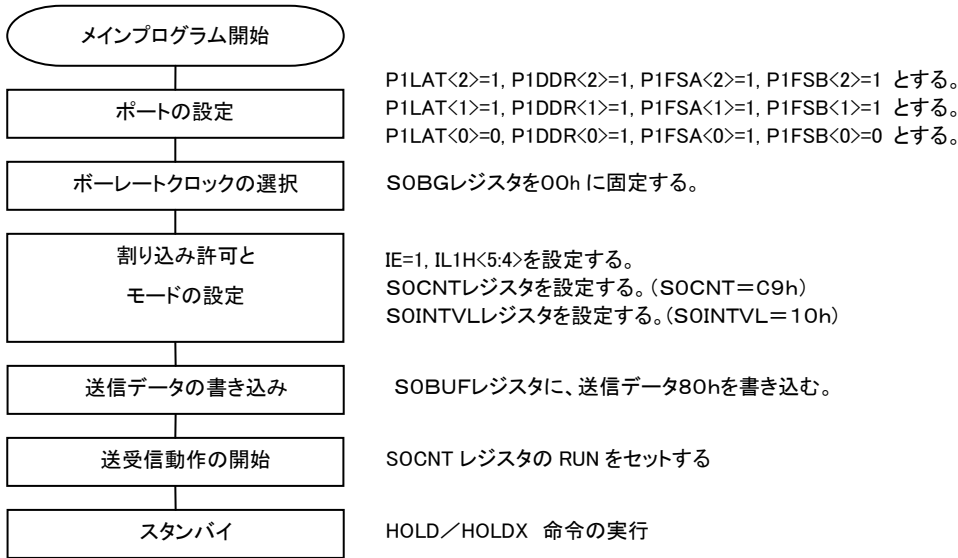 メインプログラム開始
P1LAT<2>=1, P1DDR<2>=1, P1FSA<2>=1, P1FSB<2>=1 とする。
ポートの設定
P1LAT<1>=1, P1DDR<1>=1, P1FSA<1>=1, P1FSB<1>=1 とする。
P1LAT<0>=0, P1DDR<0>=1, P1FSA<0>=1, P1FSB<0>=0 とする。
ボーレートクロックの選択
S0BGレジスタを00h に固定する。
割り込み許可と
モードの設定
IE=1, IL1H<5:4>を設定する。
S0CNTレジスタを設定する。(S0CNT=C9h)
S0INTVLレジスタを設定する。(S0INTVL=10h)
送信データの書き込み
S0BUFレジスタに、送信データ80hを書き込む。
送受信動作の開始
S0CNT レジスタの RUN をセットする
スタンバイ
HOLD/HOLDX 命令の実行